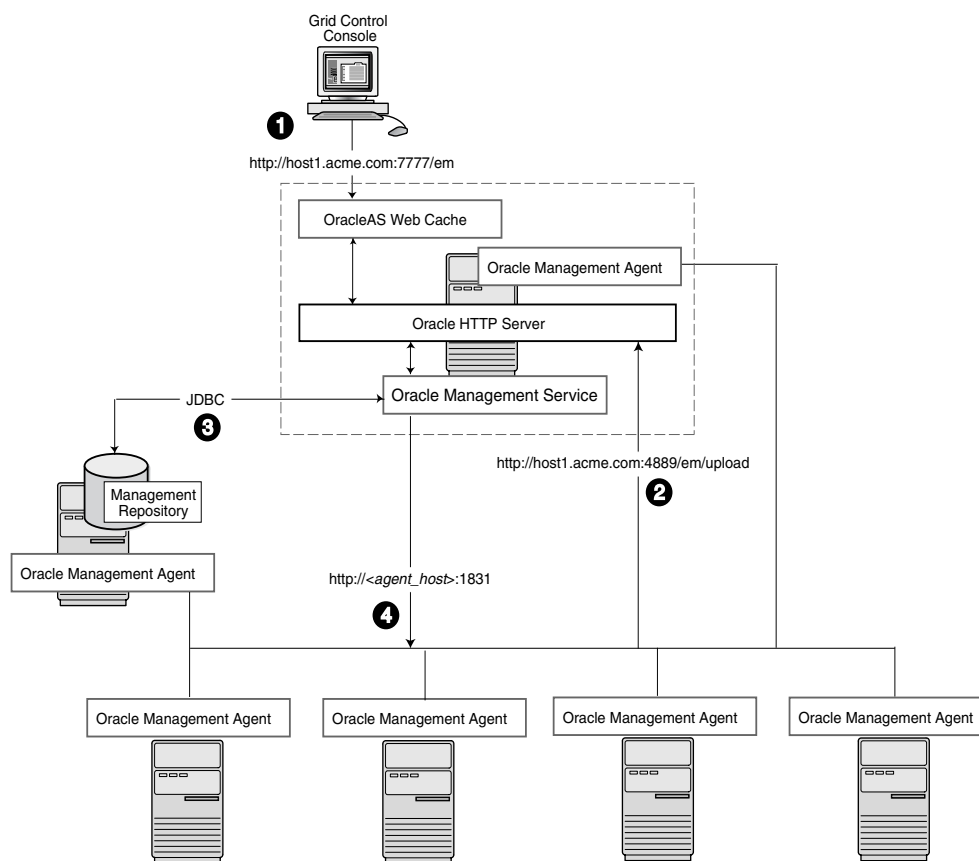 Grid Control
Console
1
http://host1.acme.com:7777/em
OracleAS Web Cache
Oracle Management Agent
Oracle HTTP Server
Oracle Management Service
JDBC
3
http://host1.acme.com:4889/em/upload
2
Management
Repository
Oracle Management Agent
http://<agent_host>:1831
4
Oracle Management Agent
Oracle Management Agent
Oracle Management Agent
Oracle Management Agent